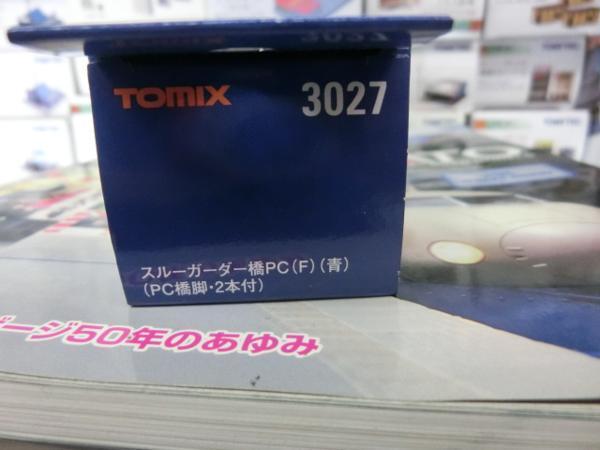 TOMIX 3027
スルーガーダー橋PC(F)(青)
(PC橋脚・2本付)
ージ50年のあゆみ